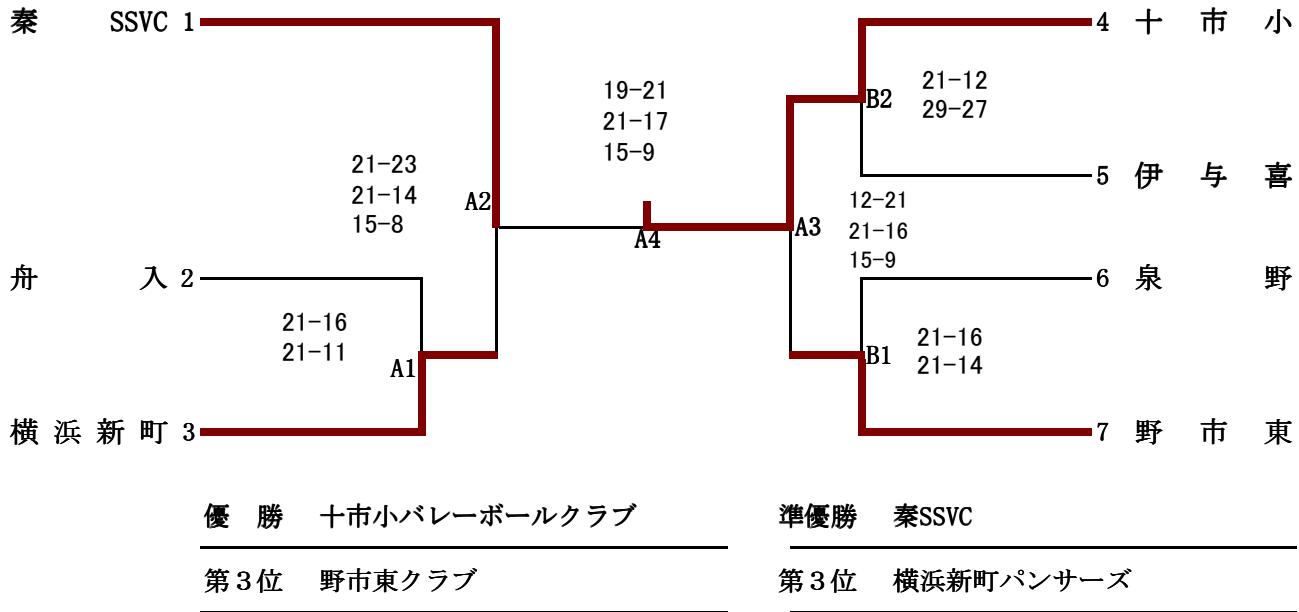 秦 SSVC 1
4 十市小
19-21
21-17
15-9
B2
21-12
29-27
21-23
21-14
15-8
A2
5 伊与喜
A4
A3
12-21
21-16
15-9
舟入 2
6 泉野
21-16
21-11
A1
B1
21-16
21-14
横浜新町 3
7 野市東
優勝 十市小バレーボールクラブ
準優勝 秦SSVC
第3位 野市東クラブ
第3位 横浜新町パンサーズ